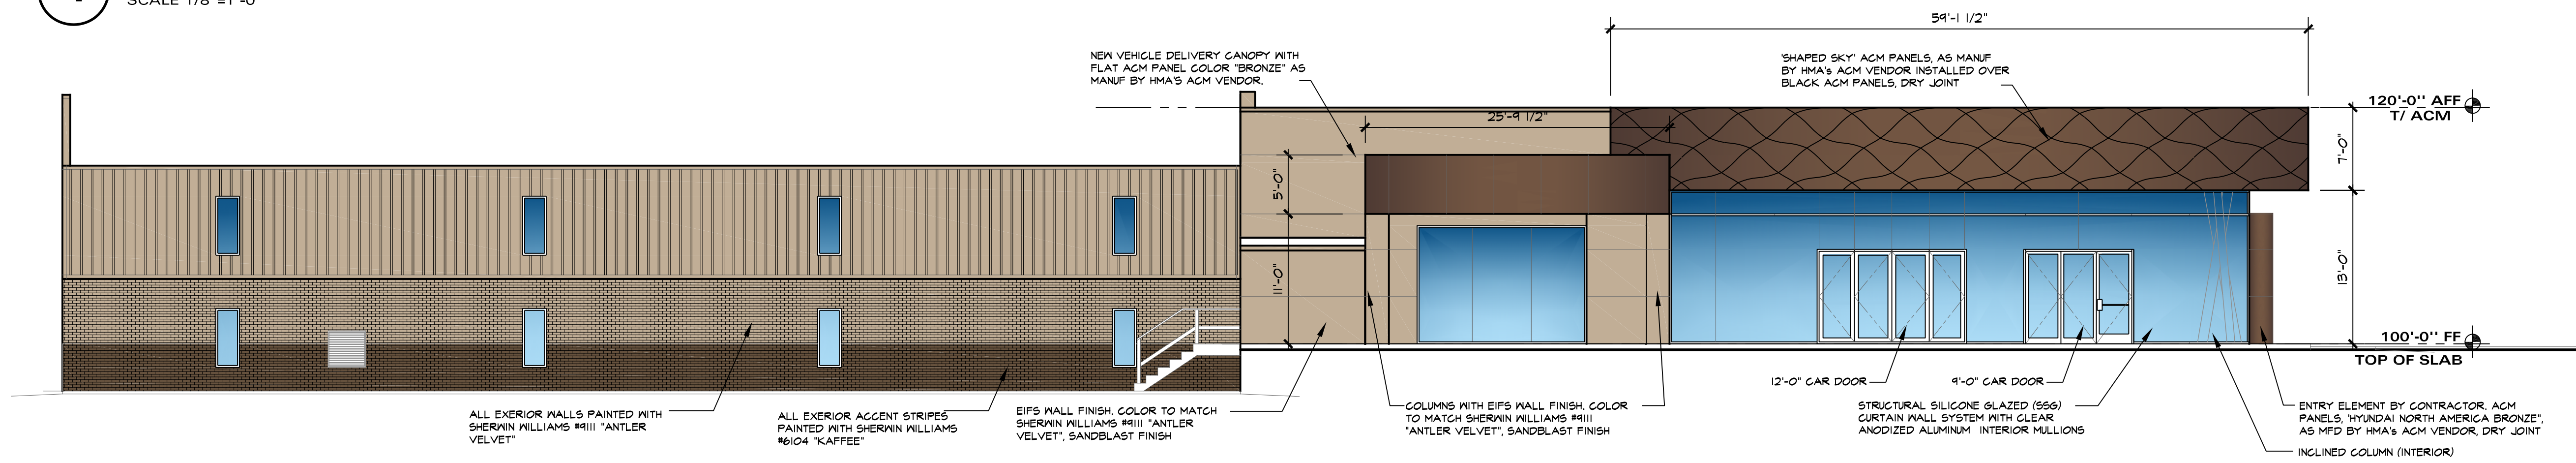 SCALE 1/8"=1'-0"
59'-1 1/2"
NEW VEHICLE DELIVERY CANOPY WITH
FLAT ACM PANEL COLOR "BRONZE" AS
MANUF BY HMA'S ACM VENDOR.
'SHAPED SKY' ACM PANELS, AS MANUF
BY HMA's ACM VENDOR INSTALLED OVER
BLACK ACM PANELS, DRY JOINT
120'-0" AFF
T/ ACM
25'-9 1/2"
7'-0"
5'-0"
13'-0"
11'-0"
100'-0" FF
TOP OF SLAB
12'-0" CAR DOOR
9'-0" CAR DOOR
ALL EXERIOR WALLS PAINTED WITH
SHERWIN WILLIAMS #9111 "ANTLER
VELVET"
ALL EXERIOR ACCENT STRIPES
PAINTED WITH SHERWIN WILLIAMS
#6104 "KAFFEE"
EIFS WALL FINISH. COLOR TO MATCH
SHERWIN WILLIAMS #9111 "ANTLER
VELVET", SANDBLAST FINISH
COLUMNS WITH EIFS WALL FINISH. COLOR
TO MATCH SHERWIN WILLIAMS #9111
"ANTLER VELVET", SANDBLAST FINISH
STRUCTURAL SILICONE GLAZED (SSG)
CURTAIN WALL SYSTEM WITH CLEAR
ANODIZED ALUMINUM INTERIOR MULLIONS
ENTRY ELEMENT BY CONTRACTOR. ACM
PANELS, 'HYUNDAI NORTH AMERICA BRONZE",
AS MFD BY HMA's ACM VENDOR, DRY JOINT
INCLINED COLUMN (INTERIOR)